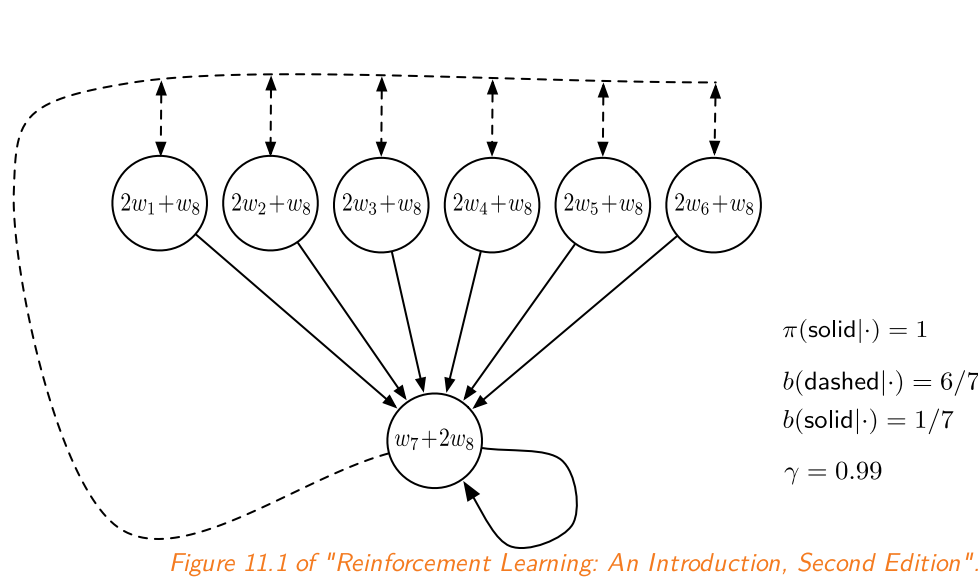 2w₁+w₈ 2w₂+w₈ 2w₃+w₈ 2w₄+w₈ 2w₅+w₈ 2w₆+w₈
π(solid|·) = 1
b(dashed|·) = 6/7
b(solid|·) = 1/7
w₇+2w₈
γ = 0.99
Figure 11.1 of "Reinforcement Learning: An Introduction, Second Edition".